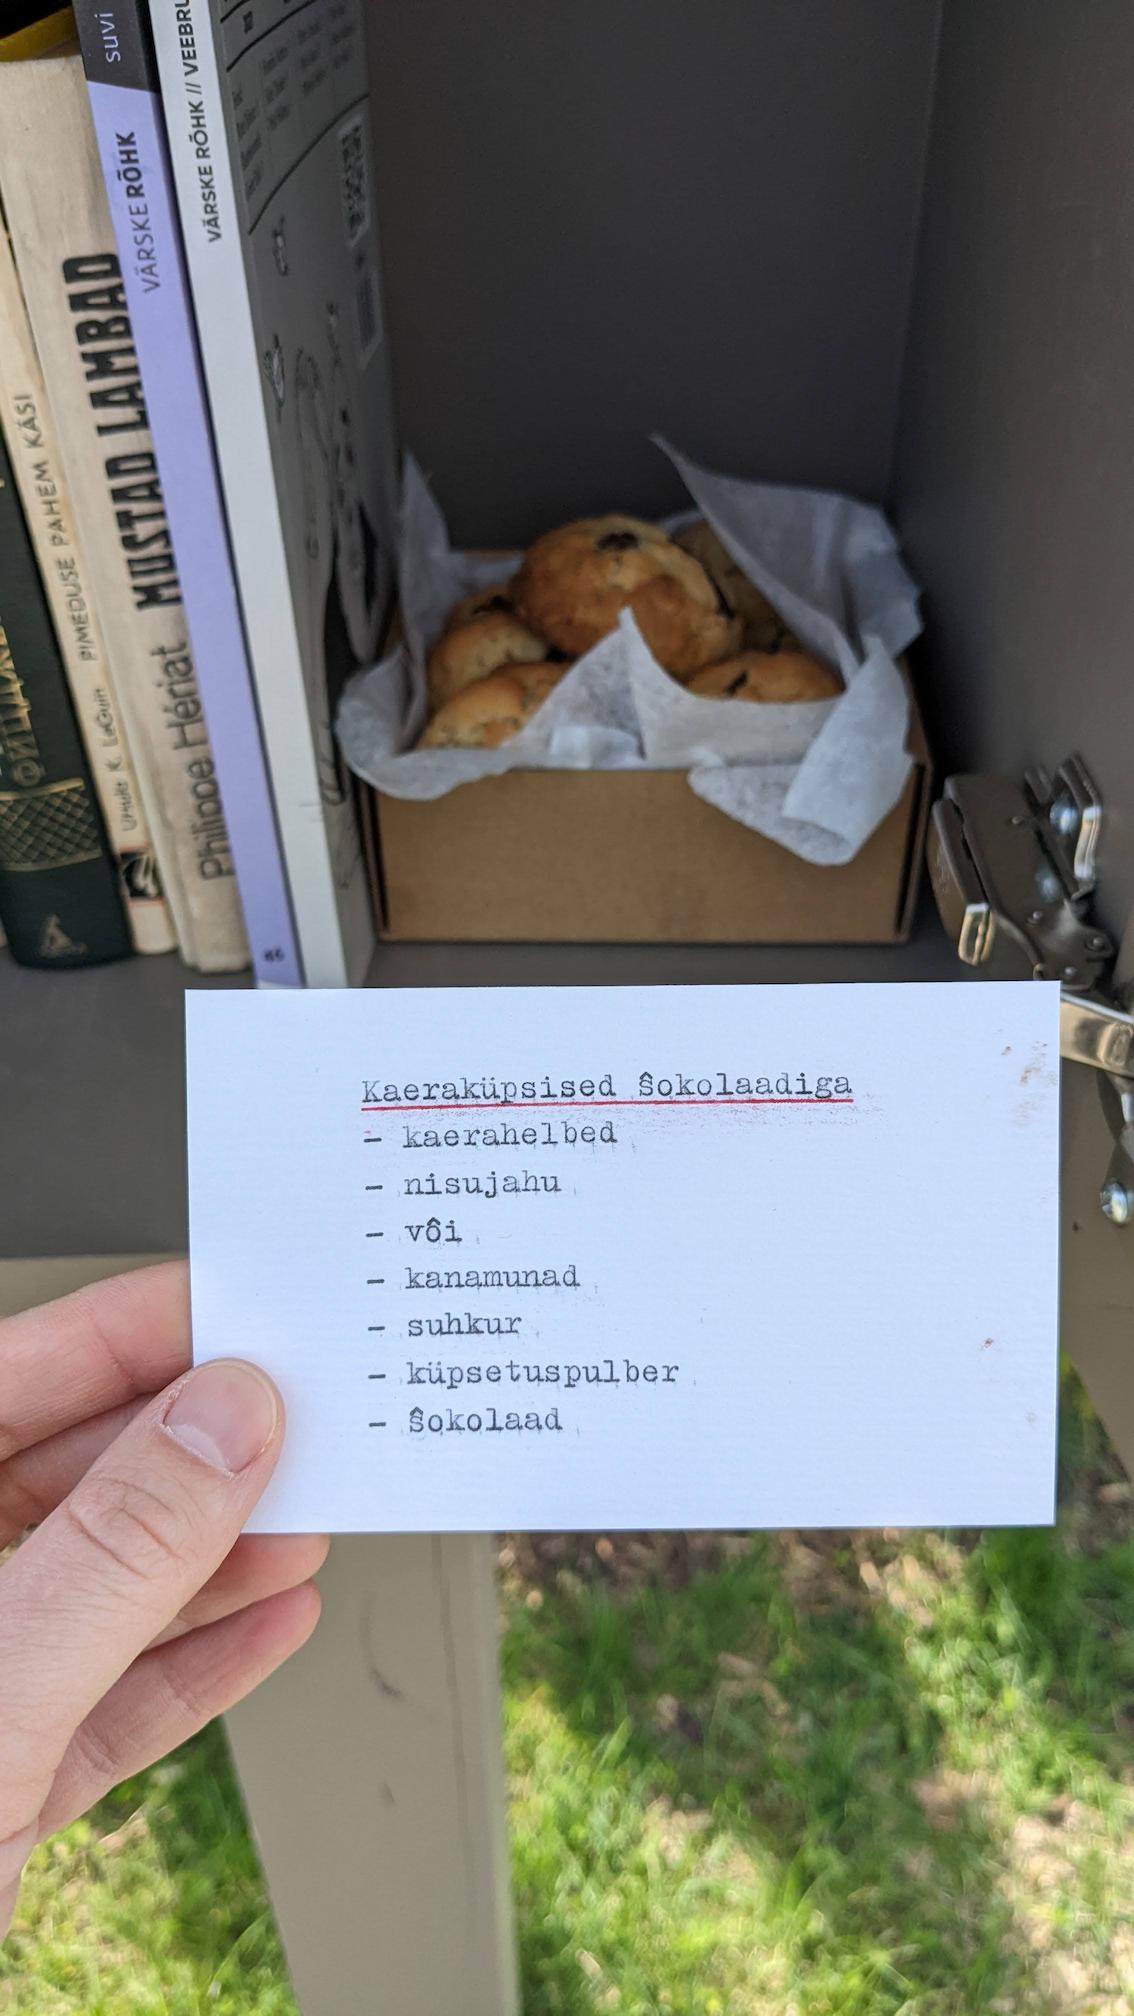 suvi
VÄRSKE RÕHK
86
VÄRSKE RÕHK // VEEBRU
MUSTAD LAMBAD
Philippe Hériat
PIMEDUSE PAHEM KÄSI
Ursula K. LeGuin
Kaeraküpsised ŝokolaadiga
- kaerahelbed
- nisujahu
- vôi
- kanamunad
- suhkur
- küpsetuspulber
- ŝokolaad